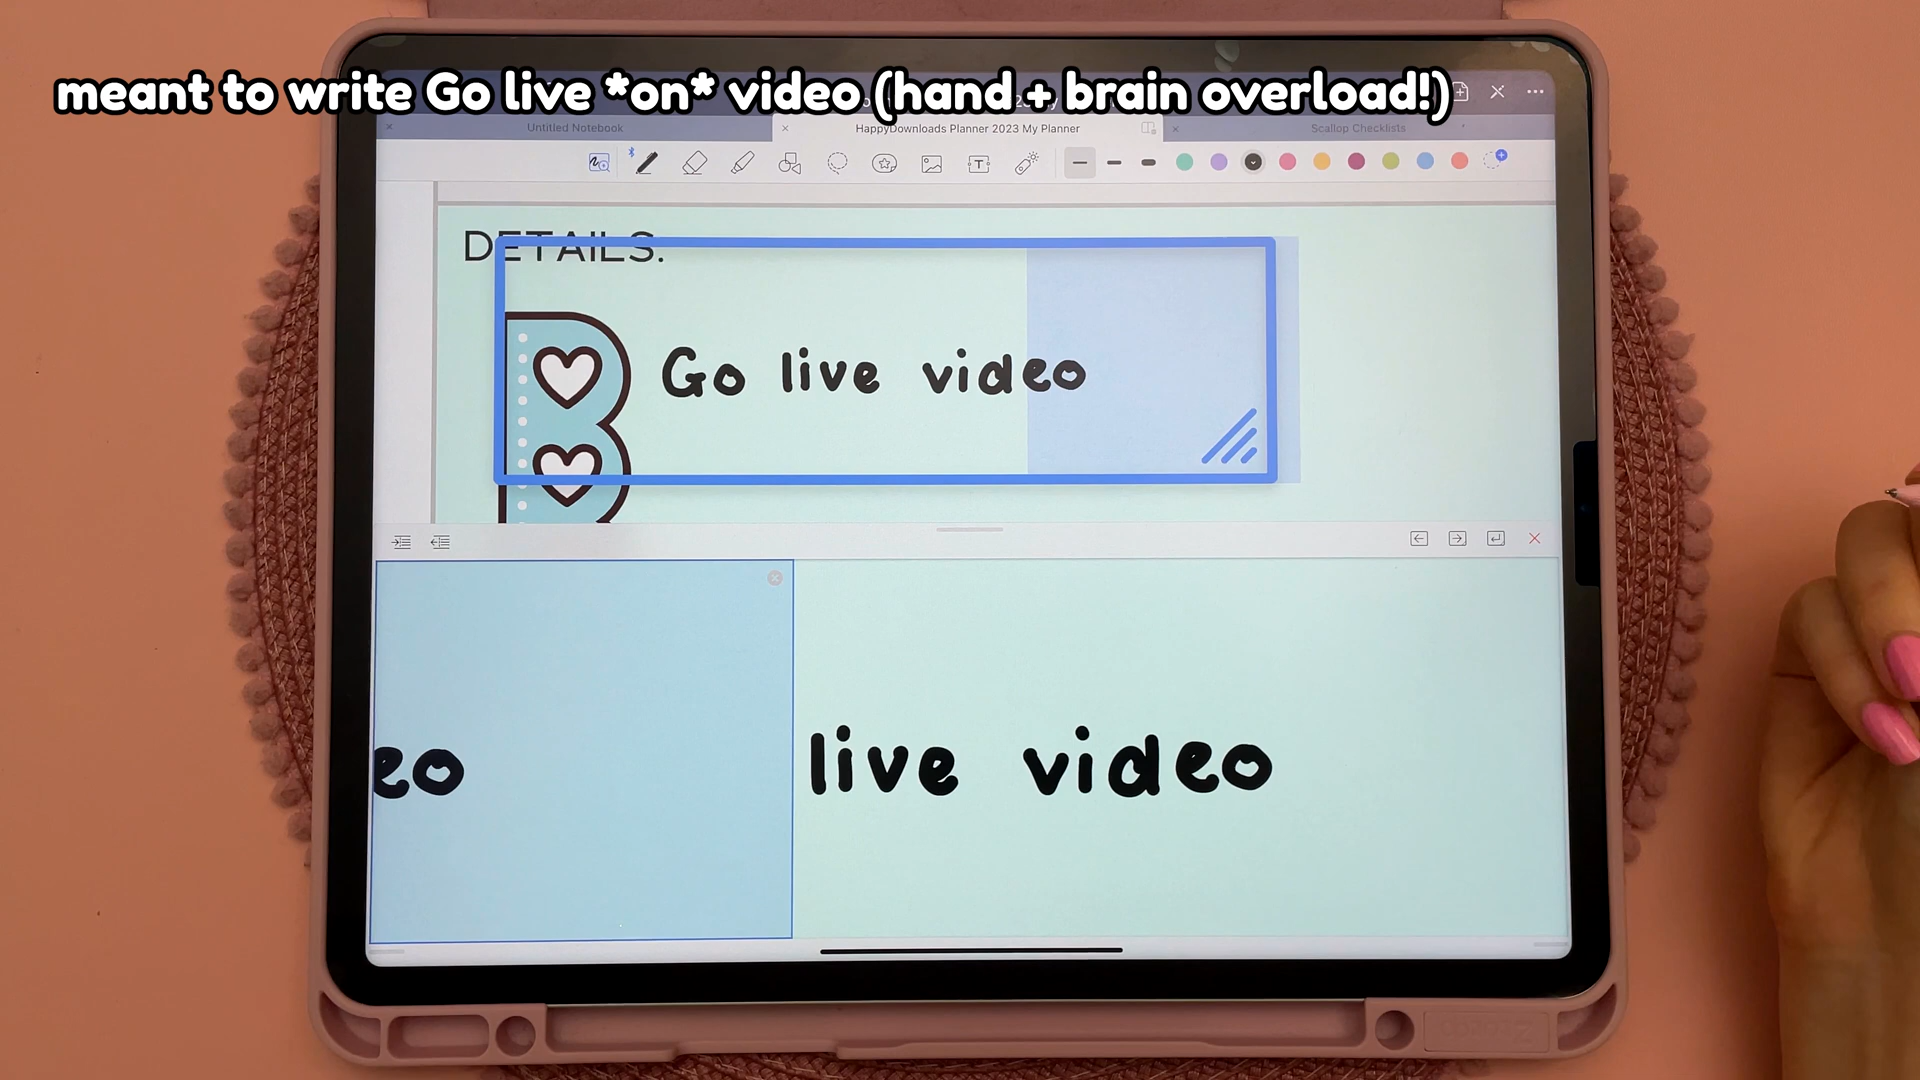 meant to write Go live *on* video (hand + brain overload!)
Untitled Notebook
HappyDownloads Planner 2023 My Planner
Scallop Checklists
DETAILS:
Go live video
eo
live video